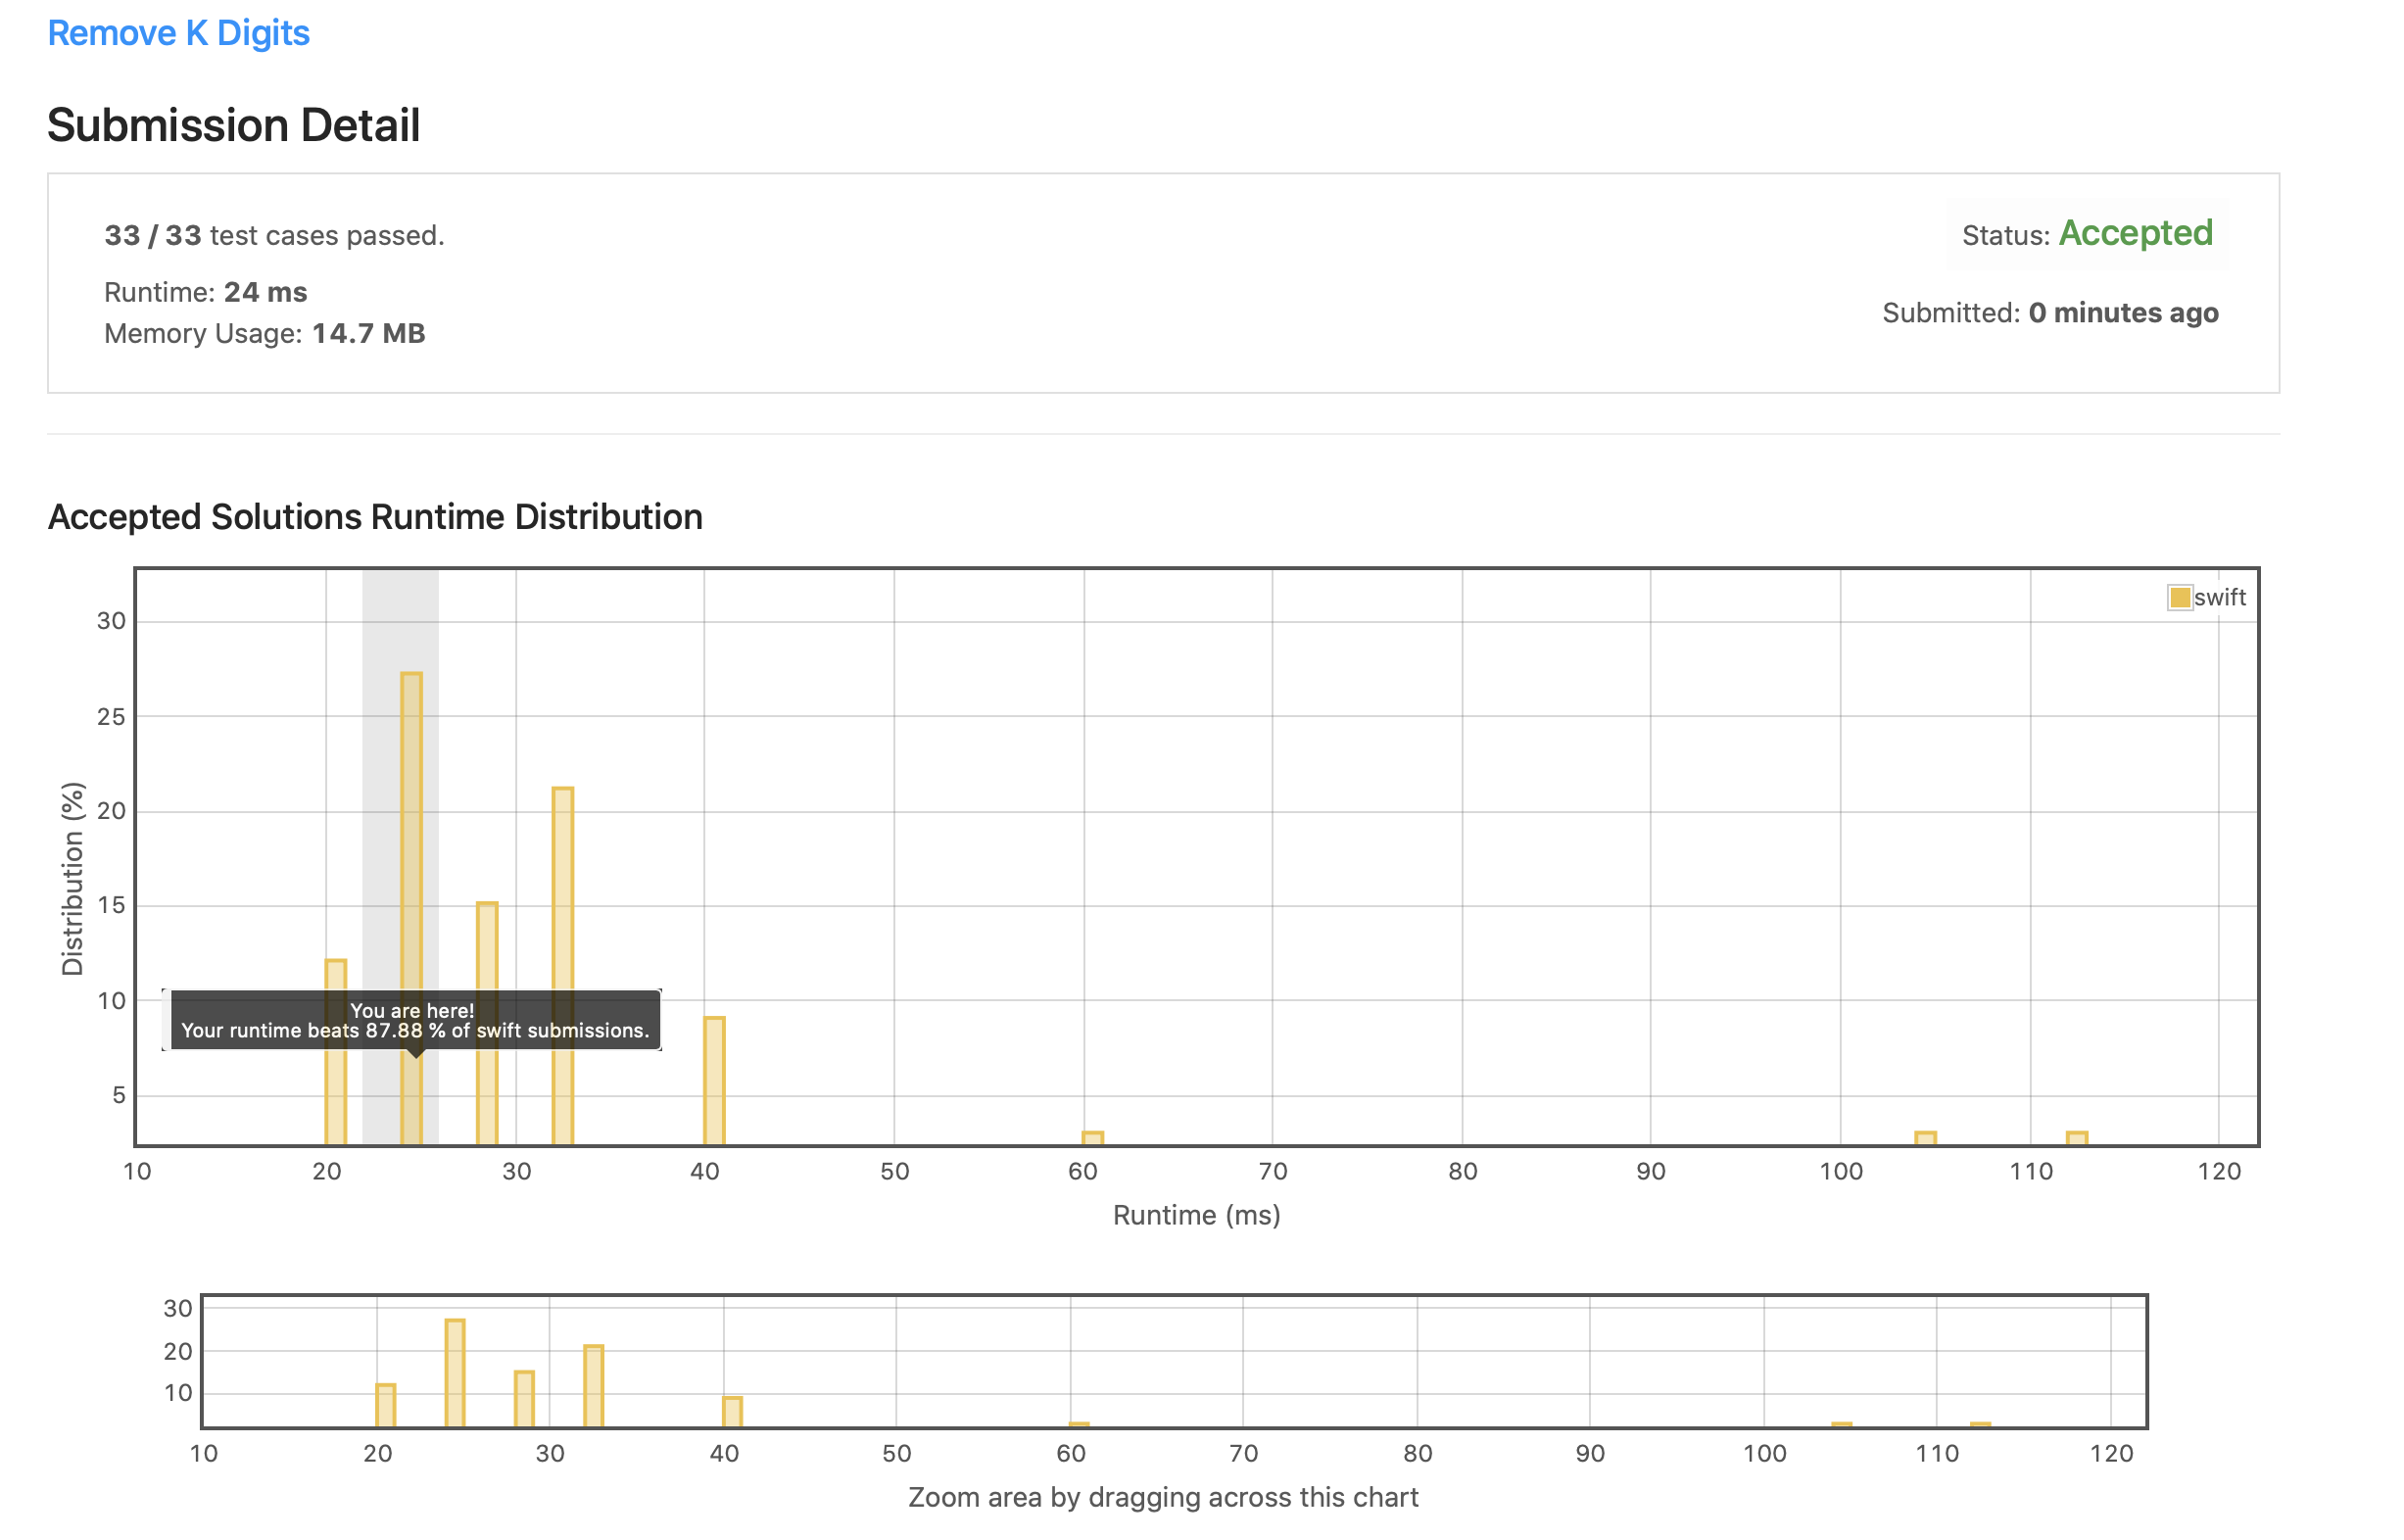 Remove K Digits
Submission Detail
33 / 33 test cases passed.
Status: Accepted
Runtime: 24 ms
Submitted: 0 minutes ago
Memory Usage: 14.7 MB
Accepted Solutions Runtime Distribution
swift
30
25
20
15
10
5
Distribution (%)
You are here!
Your runtime beats 87.88 % of swift submissions.
10 20 30 40 50 60 70 80 90 100 110 120
Runtime (ms)
30
20
10
10 20 30 40 50 60 70 80 90 100 110 120
Zoom area by dragging across this chart